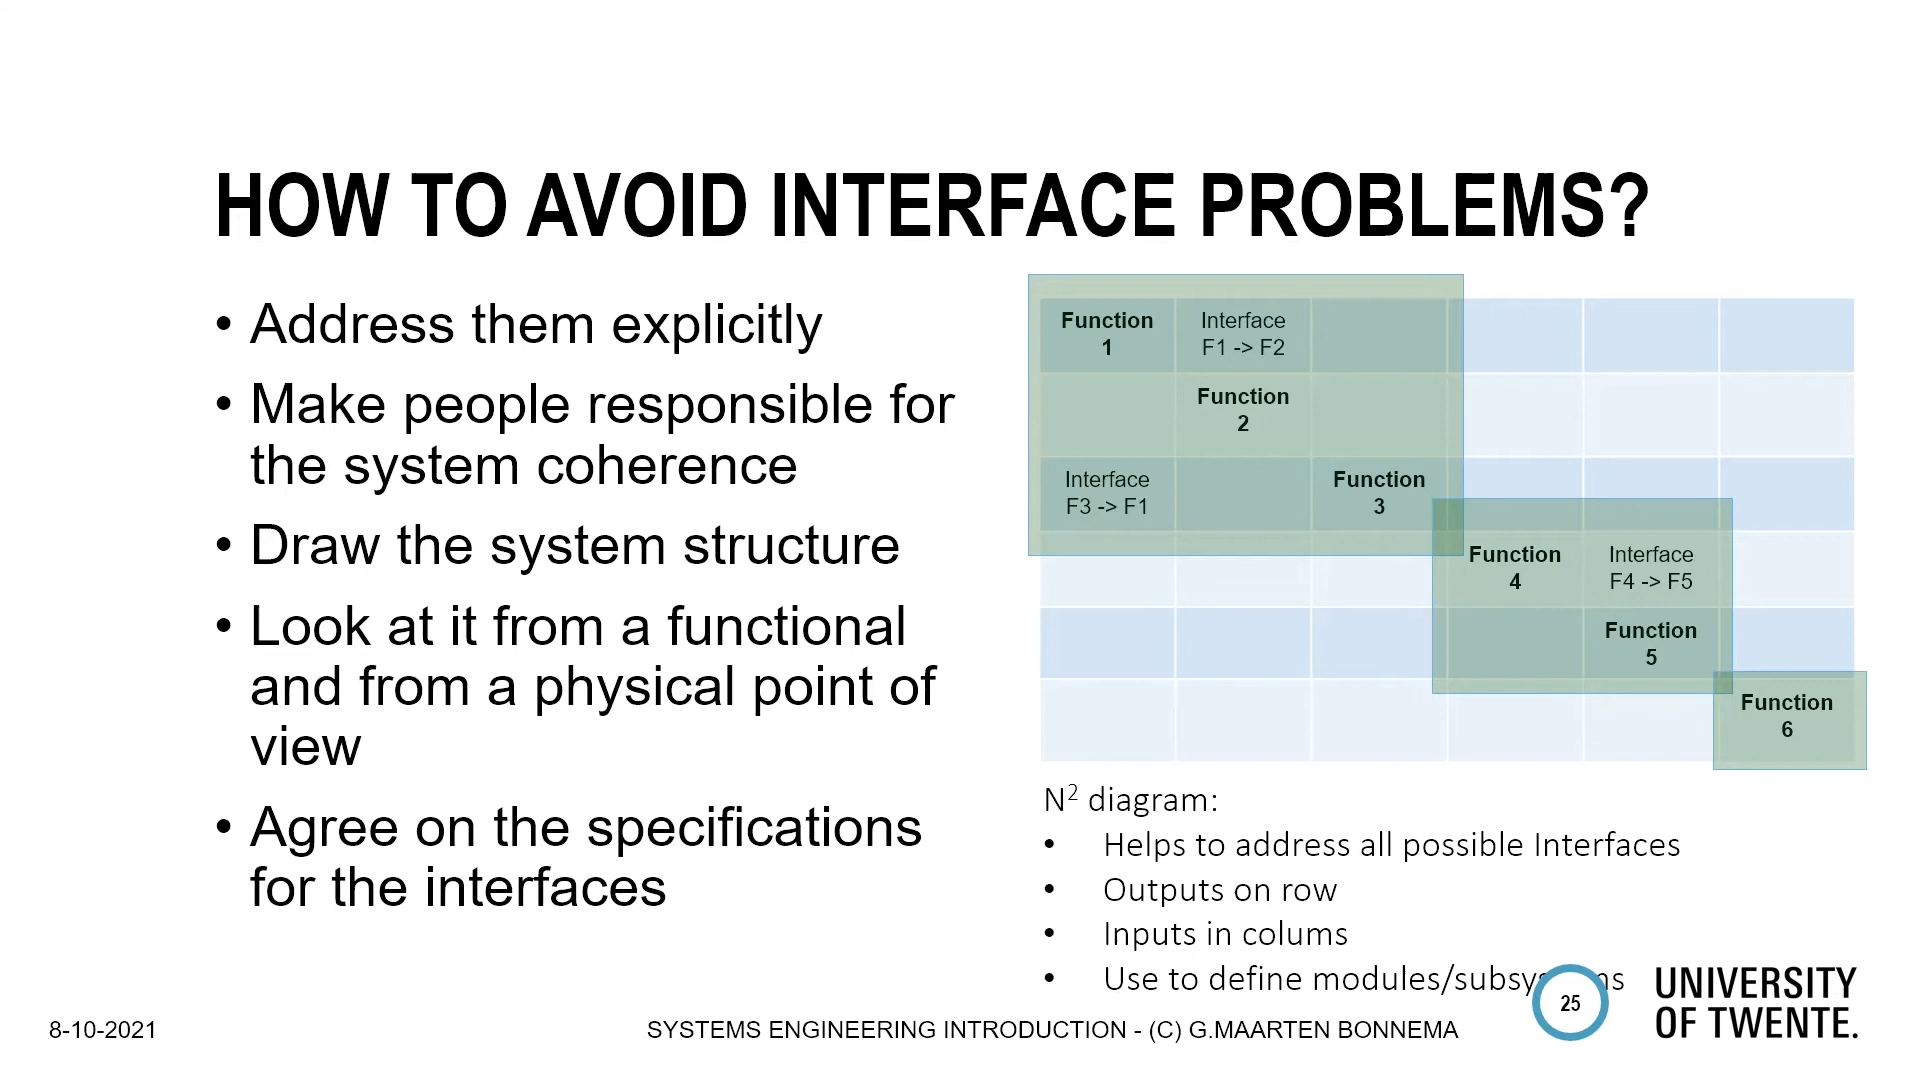 HOW TO AVOID INTERFACE PROBLEMS?
• Address them explicitly
• Make people responsible for
the system coherence
• Draw the system structure
• Look at it from a functional
and from a physical point of
view
• Agree on the specifications
for the interfaces
Function
1
Interface
F1 -> F2
Function
2
Interface
F3 -> F1
Function
3
Function
4
Interface
F4 -> F5
Function
5
Function
6
N² diagram:
• Helps to address all possible Interfaces
• Outputs on row
• Inputs in colums
• Use to define
8-10-2021
SYSTEMS ENGINEERING INTRODUCTION - (C) G.MAARTEN BONNEMA
25
UNIVERSITY
OF TWENTE.